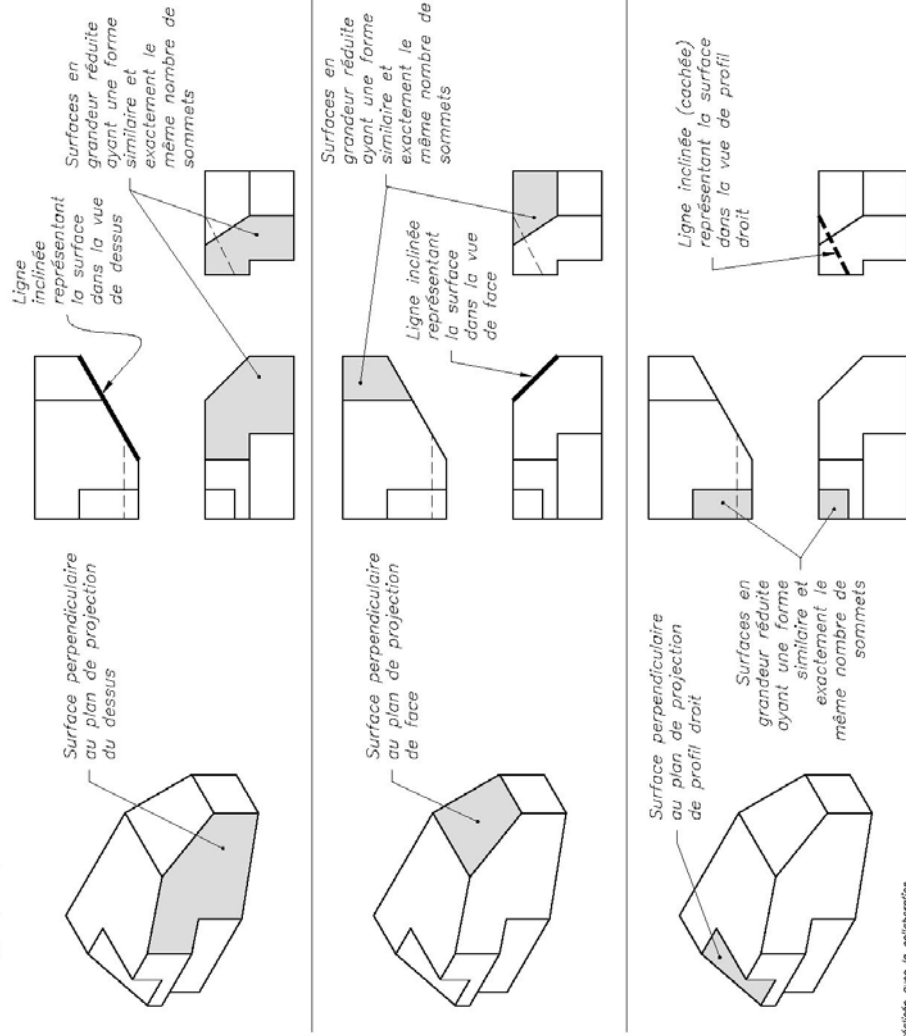 Surface perpendiculaire
au plan de projection
du dessus
Ligne
inclinée
représentant
la surface
dans la vue
de dessus
Surfaces en
grandeur réduite
ayant une forme
similaire et
exactement le
même nombre de
sommets
Surface perpendiculaire
au plan de projection
de face
Ligne inclinée
représentant
la surface
dans la vue
de face
Surfaces en
grandeur réduite
ayant une forme
similaire et
exactement le
même nombre de
sommets
Surface perpendiculaire
au plan de projection
de profil droit
Surfaces en
grandeur réduite
ayant une forme
similaire et
exactement le
même nombre de
sommets
Ligne inclinée (cachée)
représentant la surface
dans la vue de profil
droit
avec la collaboration